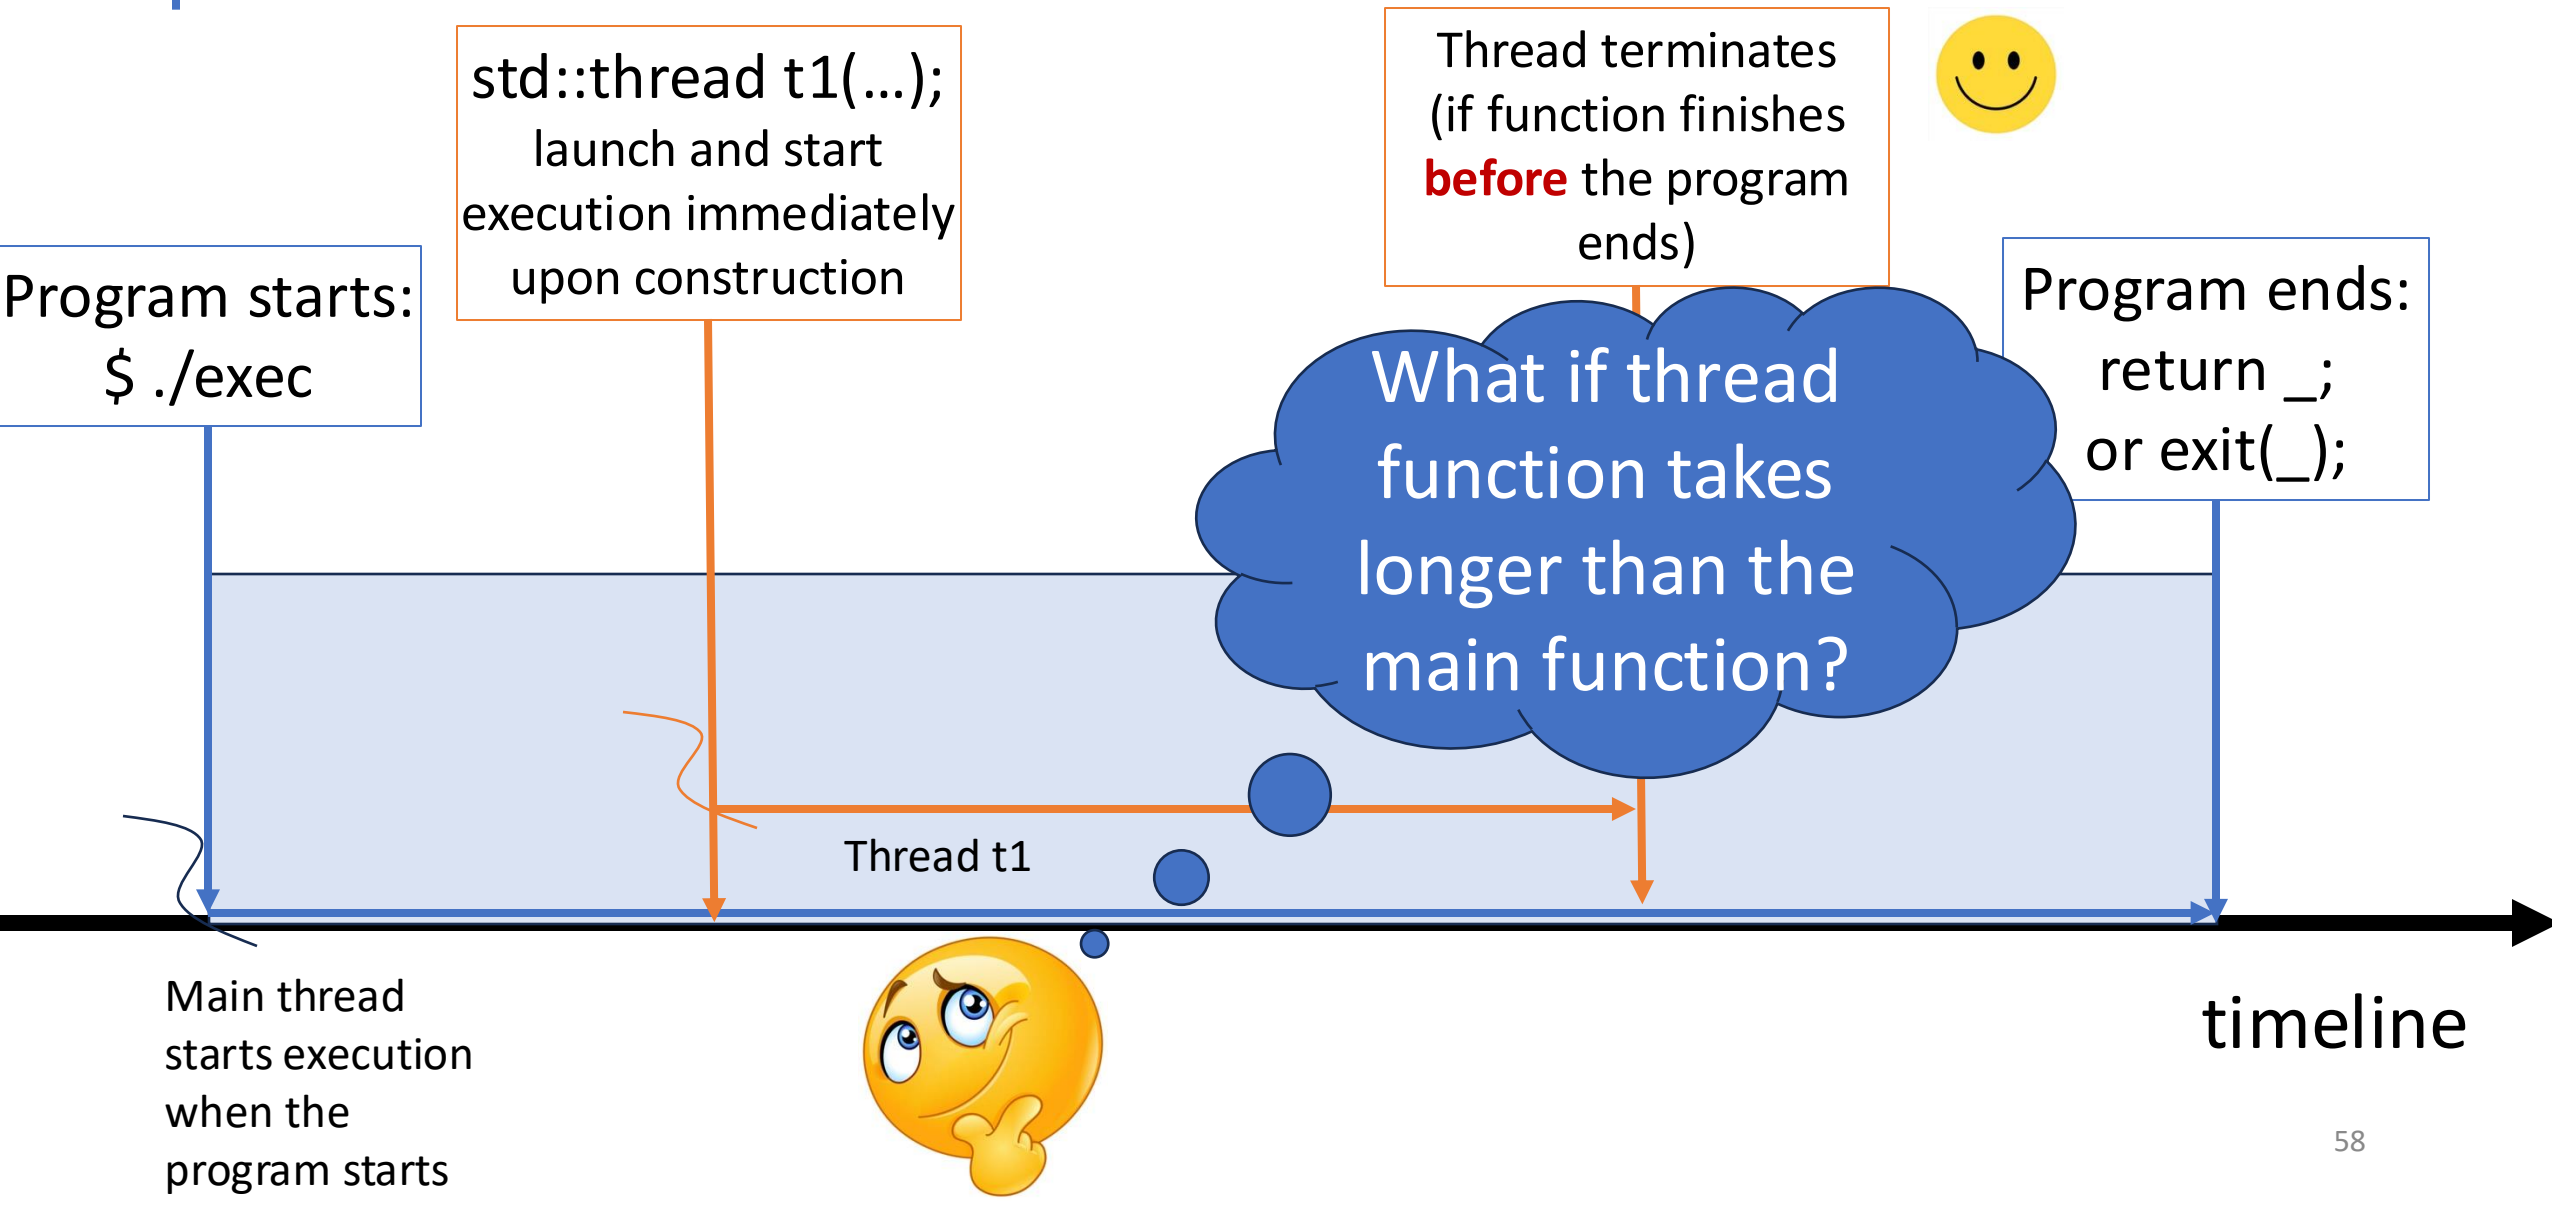 Program starts:
$ ./exec
std::thread t1(…);
launch and start
execution immediately
upon construction
Thread terminates
(if function finishes
before the program
ends)
Program ends:
return _;
or exit(_);
What if thread
function takes
longer than the
main function?
Thread t1
Main thread
starts execution
when the
program starts
timeline
58